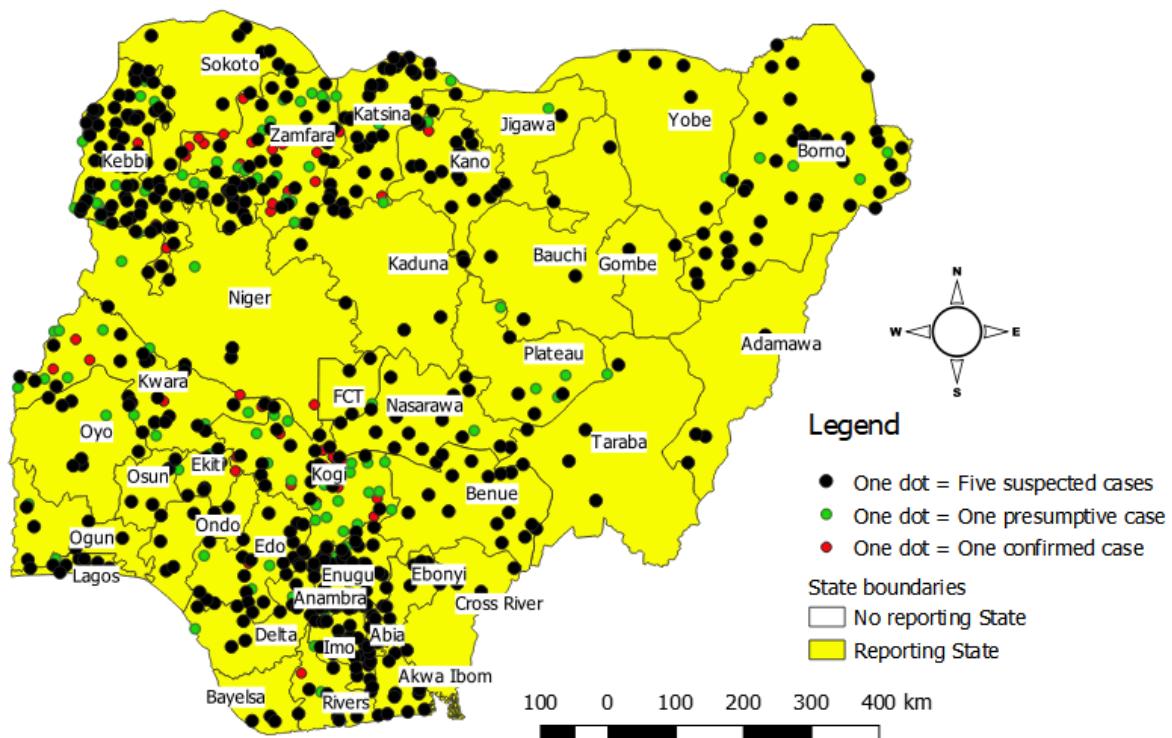 Sokoto
Katsina
Zamfara
Jigawa
Yobe
Kebbi
Kano
Borno
Kaduna
Bauchi
Gombe
Niger
Plateau
Adamawa
Kwara
FCT
Nasarawa
Oyo
Taraba
Osun
Ekiti
Kogi
Benue
Ondo
Ogun
Edo
Lagos
Enugu
Ebonyi
Anambra
Cross River
Delta
Imo
Abia
Akwa Ibom
Bayelsa
Rivers
N
W
E
S
Legend
One dot = Five suspected cases
One dot = One presumptive case
One dot = One confirmed case
State boundaries
No reporting State
Reporting State
100 0 100 200 300 400 km